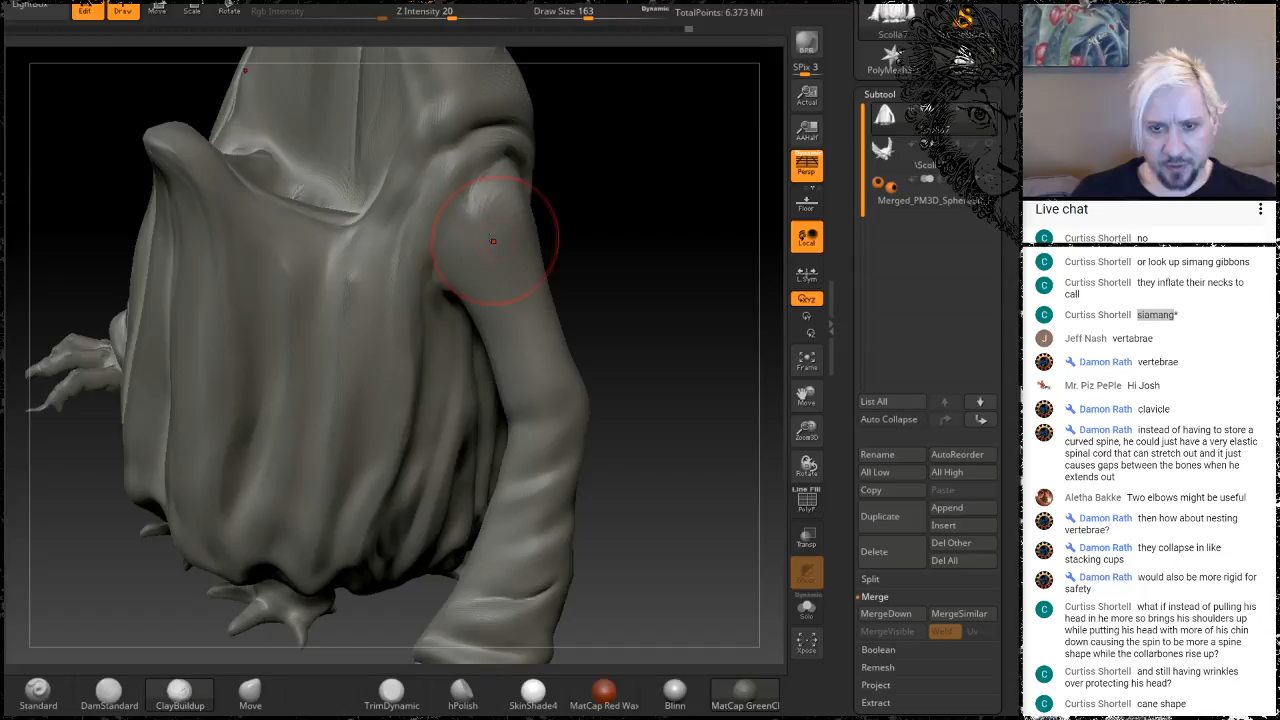 LightBox
Edit
Draw
Move
Scale
Rotate
Rgb Intensity
Z Intensity 20
Draw Size 163
Dynamic
TotalPoints: 6.373 Mil
BPR
SPix 3
Actual
AAHalf
Dynamic
Persp
Floor
Local
L.Sym
XYZ
Frame
Move
Zoom3D
Rotate
Line Fill
PolyF
Transp
Dynamic
Solo
Xpose
Scolla7
PolyMesh
Subtool
Merged_PM3D_Sphere
List All
Auto Collapse
Rename
AutoReorder
All Low
All High
Copy
Paste
Duplicate
Append
Insert
Delete
Del Other
Del All
Split
Merge
MergeDown
MergeSimilar
MergeVisible
Weld
Uv
Boolean
Remesh
Project
Extract
Standard
DamStandard
ClayBuildup
Move
TrimDynamic
hPolish
SkinShade4
MatCap Red Wax
Blinn
MatCap GreenCl
Live chat
C Curtiss Shortell no
C Curtiss Shortell or look up simang gibbons
C Curtiss Shortell they inflate their necks to
call
C Curtiss Shortell siamang*
J Jeff Nash vertabrae
Damon Rath vertebrae
Mr. Piz PePle Hi Josh
Damon Rath clavicle
Damon Rath instead of having to store a
curved spine, he could just have a very elastic
spinal cord that can stretch out and it just
causes gaps between the bones when he
extends out
Aletha Bakke Two elbows might be useful
Damon Rath then how about nesting
vertebrae?
Damon Rath they collapse in like
stacking cups
Damon Rath would also be more rigid for
safety
C Curtiss Shortell what if instead of pulling his
head in he more so brings his shoulders up
while putting his head with more of his chin
down causing the spin to be more a spine
shape while the collarbones rise up?
C Curtiss Shortell and still having wrinkles
over protecting his head?
C Curtiss Shortell cane shape